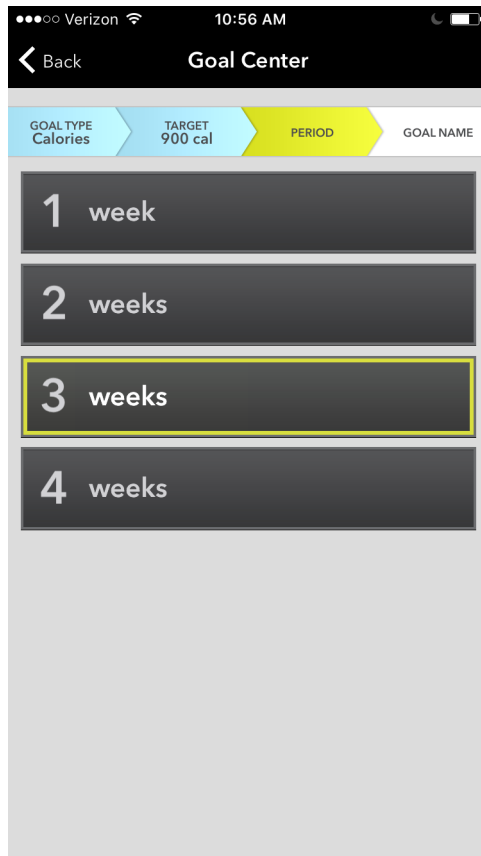 Verizon 10:56 AM
Back Goal Center
GOAL TYPE TARGET PERIOD GOAL NAME
Calories 900 cal
1 week
2 weeks
3 weeks
4 weeks